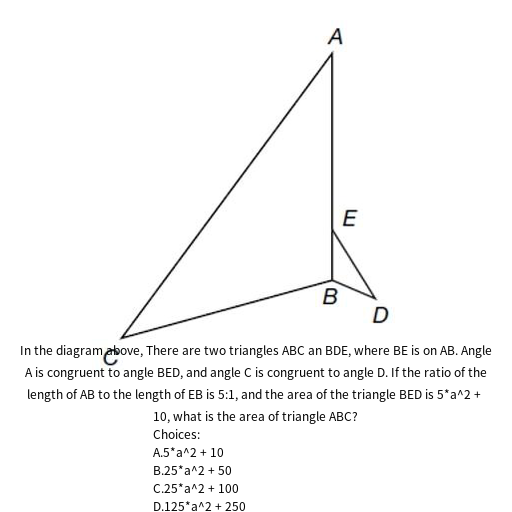 A
E
B
D
C
In the diagram above, There are two triangles ABC an BDE, where BE is on AB. Angle
A is congruent to angle BED, and angle C is congruent to angle D. If the ratio of the
length of AB to the length of EB is 5:1, and the area of the triangle BED is 5*a^2 +
10, what is the area of triangle ABC?
Choices:
A.5*a^2 + 10
B.25*a^2 + 50
C.25*a^2 + 100
D.125*a^2 + 250